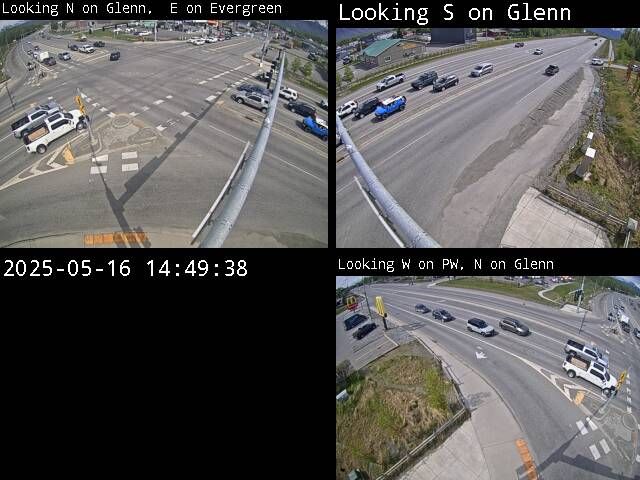 Looking N on Glenn,  E on Evergreen
Looking S on Glenn
2025-05-16 14:49:38
Looking W on PW, N on Glenn